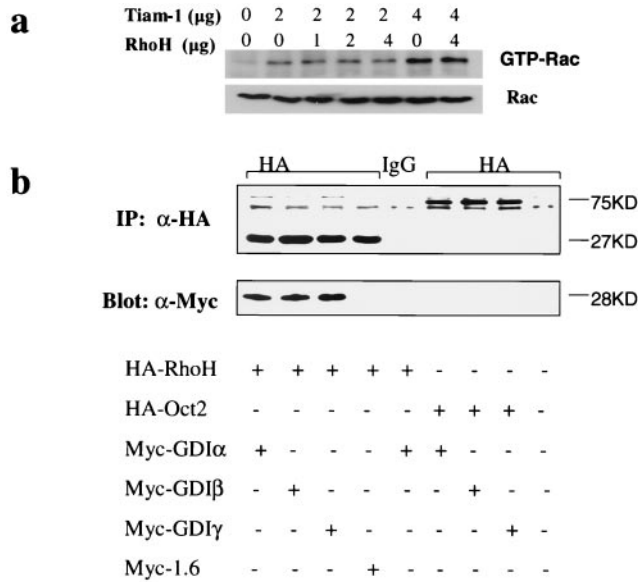 a
Tiam-1 (μg) 0 2 2 2 2 4 4
RhoH (μg) 0 0 1 2 4 0 4
GTP-Rac
Rac
b
HA IgG HA
IP: α-HA
75KD
27KD
Blot: α-Myc
28KD
HA-RhoH + + + + + - - - -
HA-Oct2 - - - - - + + + -
Myc-GDIα + - - - + + - - -
Myc-GDIβ - + - - - - + - -
Myc-GDIγ - - + - - - - + -
Myc-1.6 - - - + - - - - -